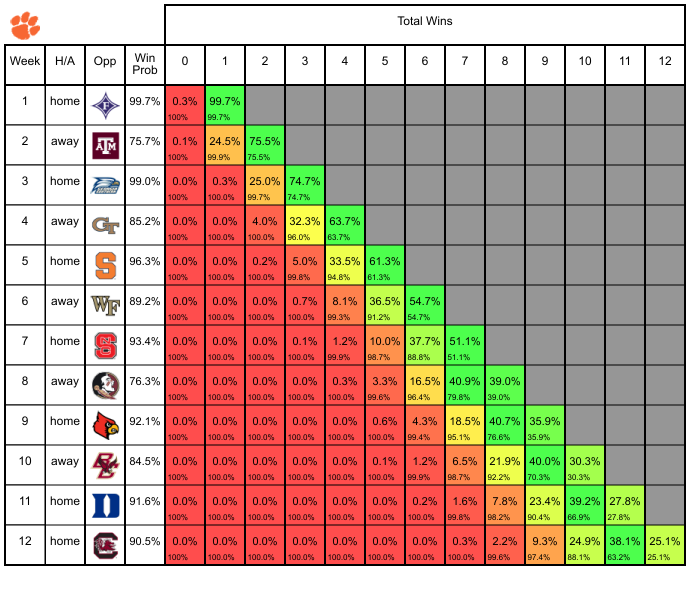 Total Wins
Week H/A Opp Win Prob 0 1 2 3 4 5 6 7 8 9 10 11 12
1 home F 99.7% 0.3% 99.7%
100% 99.7%
2 away ATM 75.7% 0.1% 24.5% 75.5%
100% 99.9% 75.5%
3 home 99.0% 0.0% 0.3% 25.0% 74.7%
100% 100.0% 99.7% 74.7%
4 away GT 85.2% 0.0% 0.0% 4.0% 32.3% 63.7%
100% 100.0% 100.0% 96.0% 63.7%
5 home S 96.3% 0.0% 0.0% 0.2% 5.0% 33.5% 61.3%
100% 100.0% 100.0% 99.8% 94.8% 61.3%
6 away WF 89.2% 0.0% 0.0% 0.0% 0.7% 8.1% 36.5% 54.7%
100% 100.0% 100.0% 100.0% 99.3% 91.2% 54.7%
7 home S 93.4% 0.0% 0.0% 0.0% 0.1% 1.2% 10.0% 37.7% 51.1%
100% 100.0% 100.0% 100.0% 99.9% 98.7% 88.8% 51.1%
8 away 76.3% 0.0% 0.0% 0.0% 0.0% 0.3% 3.3% 16.5% 40.9% 39.0%
100% 100.0% 100.0% 100.0% 100.0% 99.6% 96.4% 79.8% 39.0%
9 home 92.1% 0.0% 0.0% 0.0% 0.0% 0.0% 0.6% 4.3% 18.5% 40.7% 35.9%
100% 100.0% 100.0% 100.0% 100.0% 100.0% 99.4% 95.1% 76.6% 35.9%
10 away BC 84.5% 0.0% 0.0% 0.0% 0.0% 0.0% 0.1% 1.2% 6.5% 21.9% 40.0% 30.3%
100% 100.0% 100.0% 100.0% 100.0% 100.0% 99.9% 98.7% 92.2% 70.3% 30.3%
11 home D 91.6% 0.0% 0.0% 0.0% 0.0% 0.0% 0.0% 0.2% 1.6% 7.8% 23.4% 39.2% 27.8%
100% 100.0% 100.0% 100.0% 100.0% 100.0% 100.0% 99.8% 98.2% 90.4% 66.9% 27.8%
12 home C 90.5% 0.0% 0.0% 0.0% 0.0% 0.0% 0.0% 0.0% 0.3% 2.2% 9.3% 24.9% 38.1% 25.1%
100% 100.0% 100.0% 100.0% 100.0% 100.0% 100.0% 100.0% 99.6% 97.4% 88.1% 63.2% 25.1%